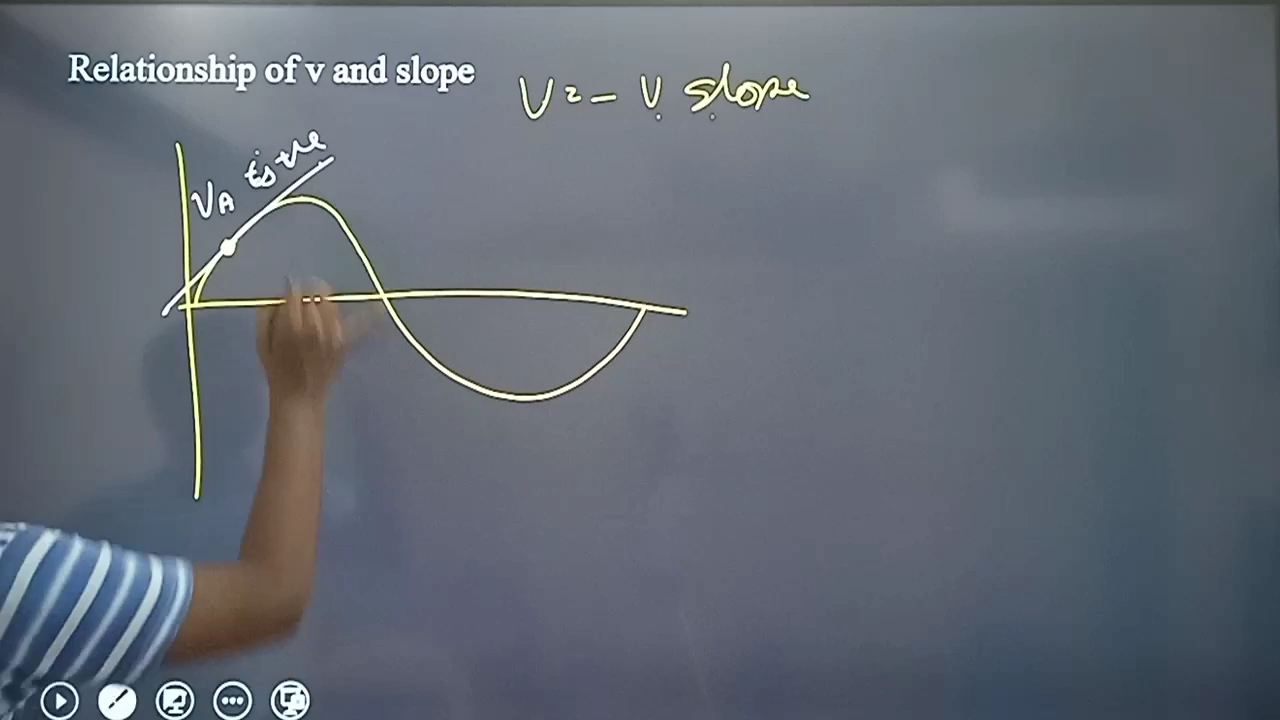 Relationship of v and slope
V = - V slope
VA is +ve